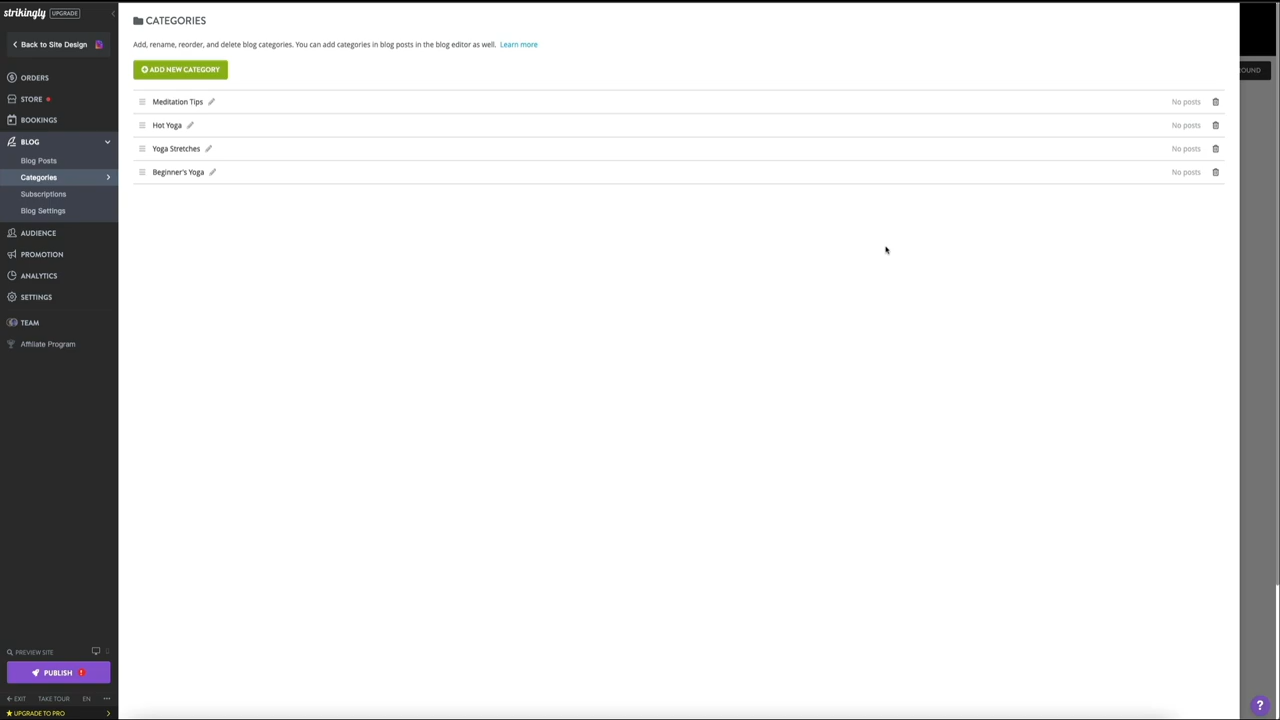 strikingly UPGRADE
Back to Site Design
ORDERS
STORE
BOOKINGS
BLOG
Blog Posts
Categories
Subscriptions
Blog Settings
AUDIENCE
PROMOTION
ANALYTICS
SETTINGS
TEAM
Affiliate Program
PREVIEW SITE
PUBLISH !
EXIT TAKE TOUR EN
UPGRADE TO PRO
CATEGORIES
Add, rename, reorder, and delete blog categories. You can add categories in blog posts in the blog editor as well. Learn more
ADD NEW CATEGORY
Meditation Tips No posts
Hot Yoga No posts
Yoga Stretches No posts
Beginner's Yoga No posts
OUND
?